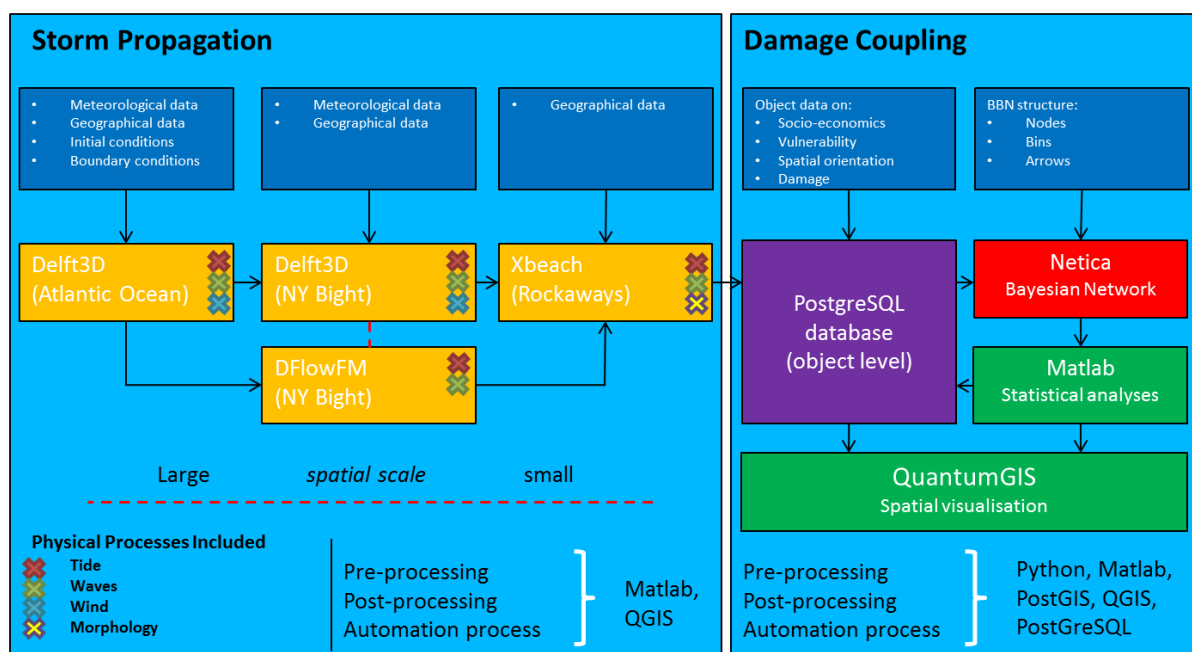 Storm Propagation
• Meteorological data
• Geographical data
• Initial conditions
• Boundary conditions
• Meteorological data
• Geographical data
• Geographical data
Delft3D
(Atlantic Ocean)
Delft3D
(NY Bight)
Xbeach
(Rockaways)
DFlowFM
(NY Bight)
Large
spatial scale
small
Physical Processes Included
Tide
Waves
Wind
Morphology
Pre-processing
Post-processing
Automation process
Matlab,
QGIS
Damage Coupling
Object data on:
• Socio-economics
• Vulnerability
• Spatial orientation
• Damage
BBN structure:
• Nodes
• Bins
• Arrows
PostgreSQL
database
(object level)
Netica
Bayesian Network
Matlab
Statistical analyses
QuantumGIS
Spatial visualisation
Pre-processing
Post-processing
Automation process
Python, Matlab,
PostGIS, QGIS,
PostGreSQL